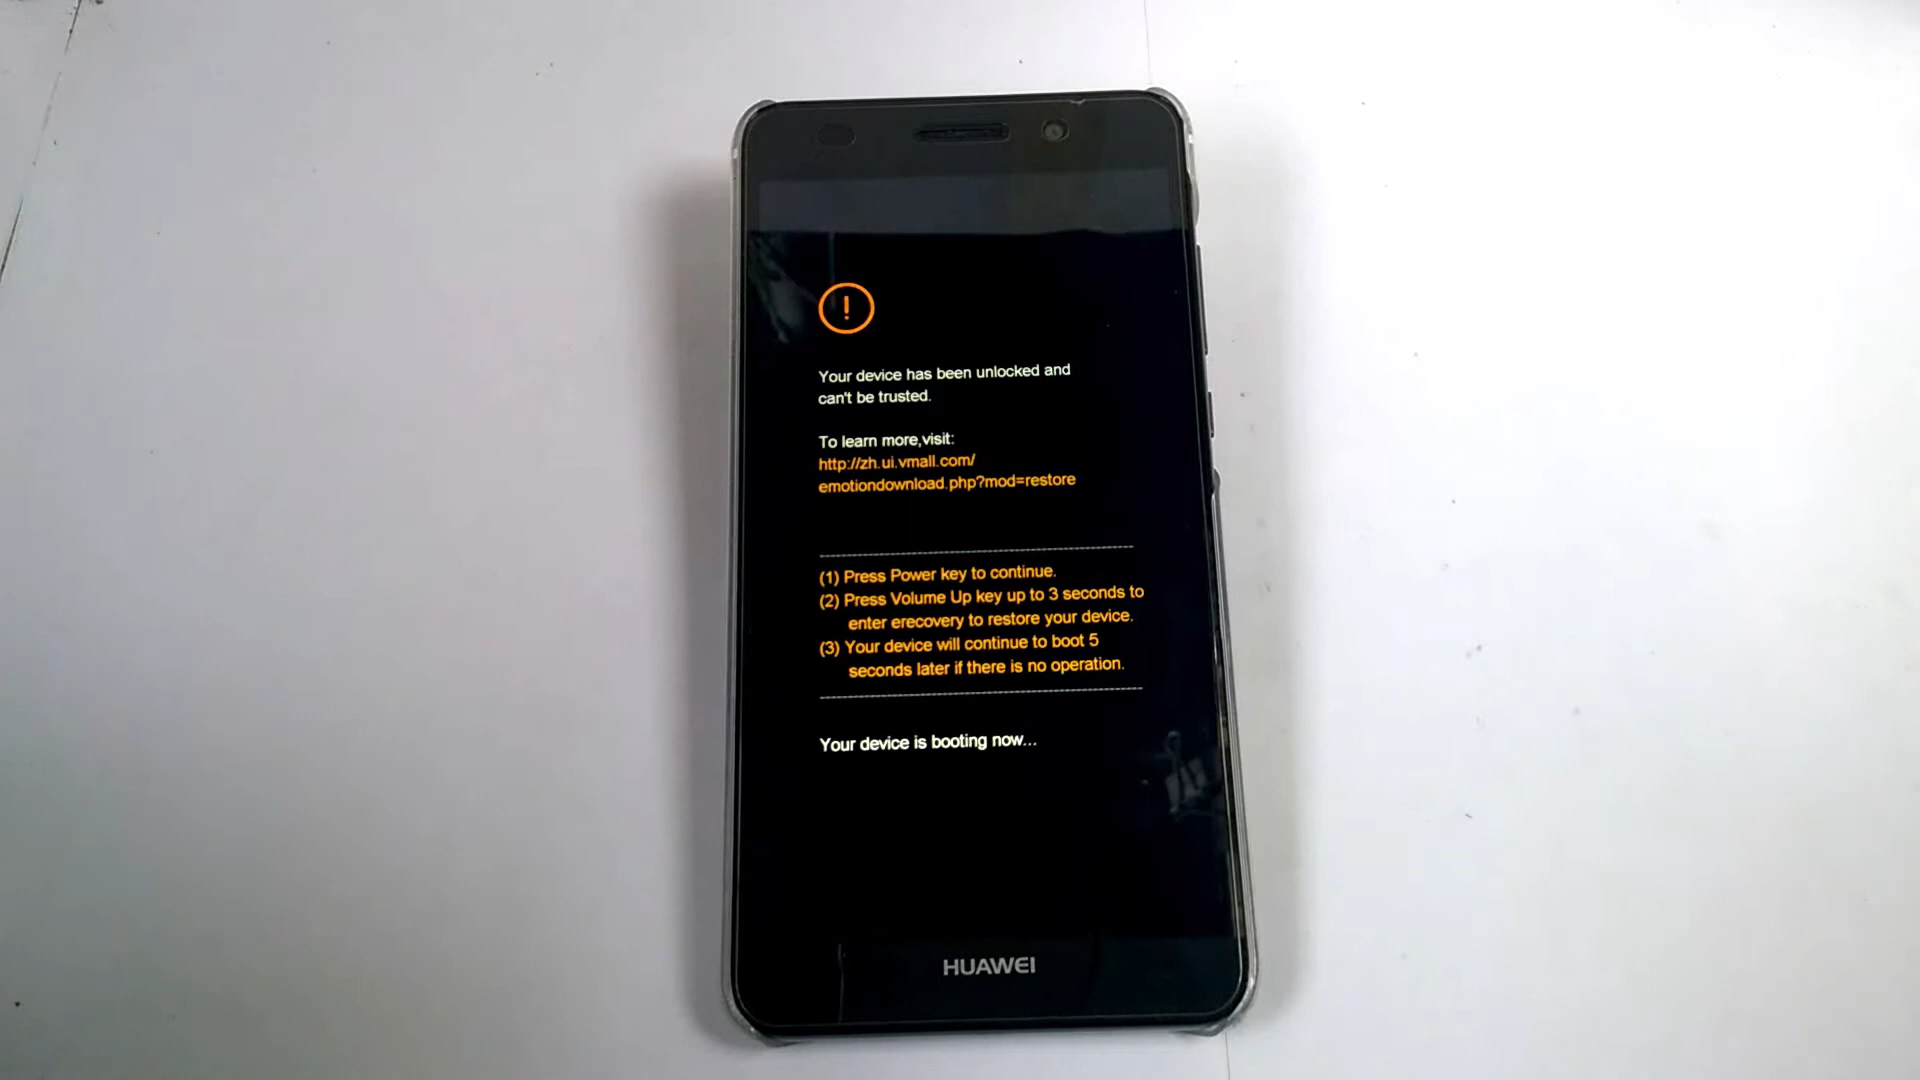 !
Your device has been unlocked and
can't be trusted.
To learn more,visit:
http://zh.ui.vmall.com/
emotiondownload.php?mod=restore
(1) Press Power key to continue.
(2) Press Volume Up key up to 3 seconds to
enter erecovery to restore your device.
(3) Your device will continue to boot 5
seconds later if there is no operation.
Your device is booting now...
HUAWEI